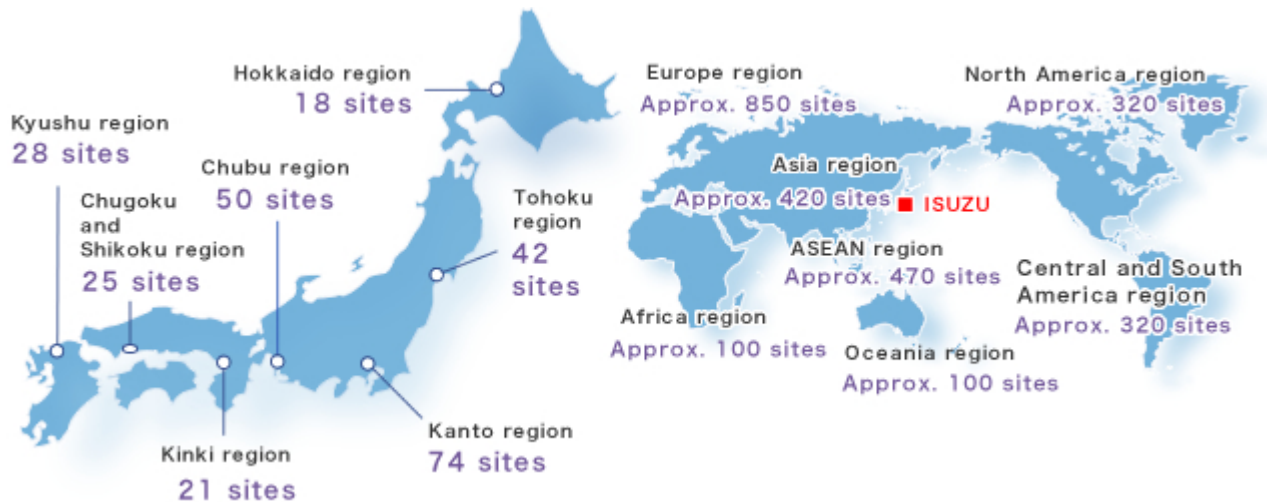 Hokkaido region
18 sites
Kyushu region
28 sites
Chubu region
50 sites
Chugoku
and
Shikoku region
25 sites
Tohoku
region
42
sites
Kanto region
74 sites
Kinki region
21 sites
Europe region
Approx. 850 sites
North America region
Approx. 320 sites
Asia region
Approx. 420 sites
ISUZU
ASEAN region
Approx. 470 sites
Central and South
America region
Approx. 320 sites
Africa region
Approx. 100 sites
Oceania region
Approx. 100 sites